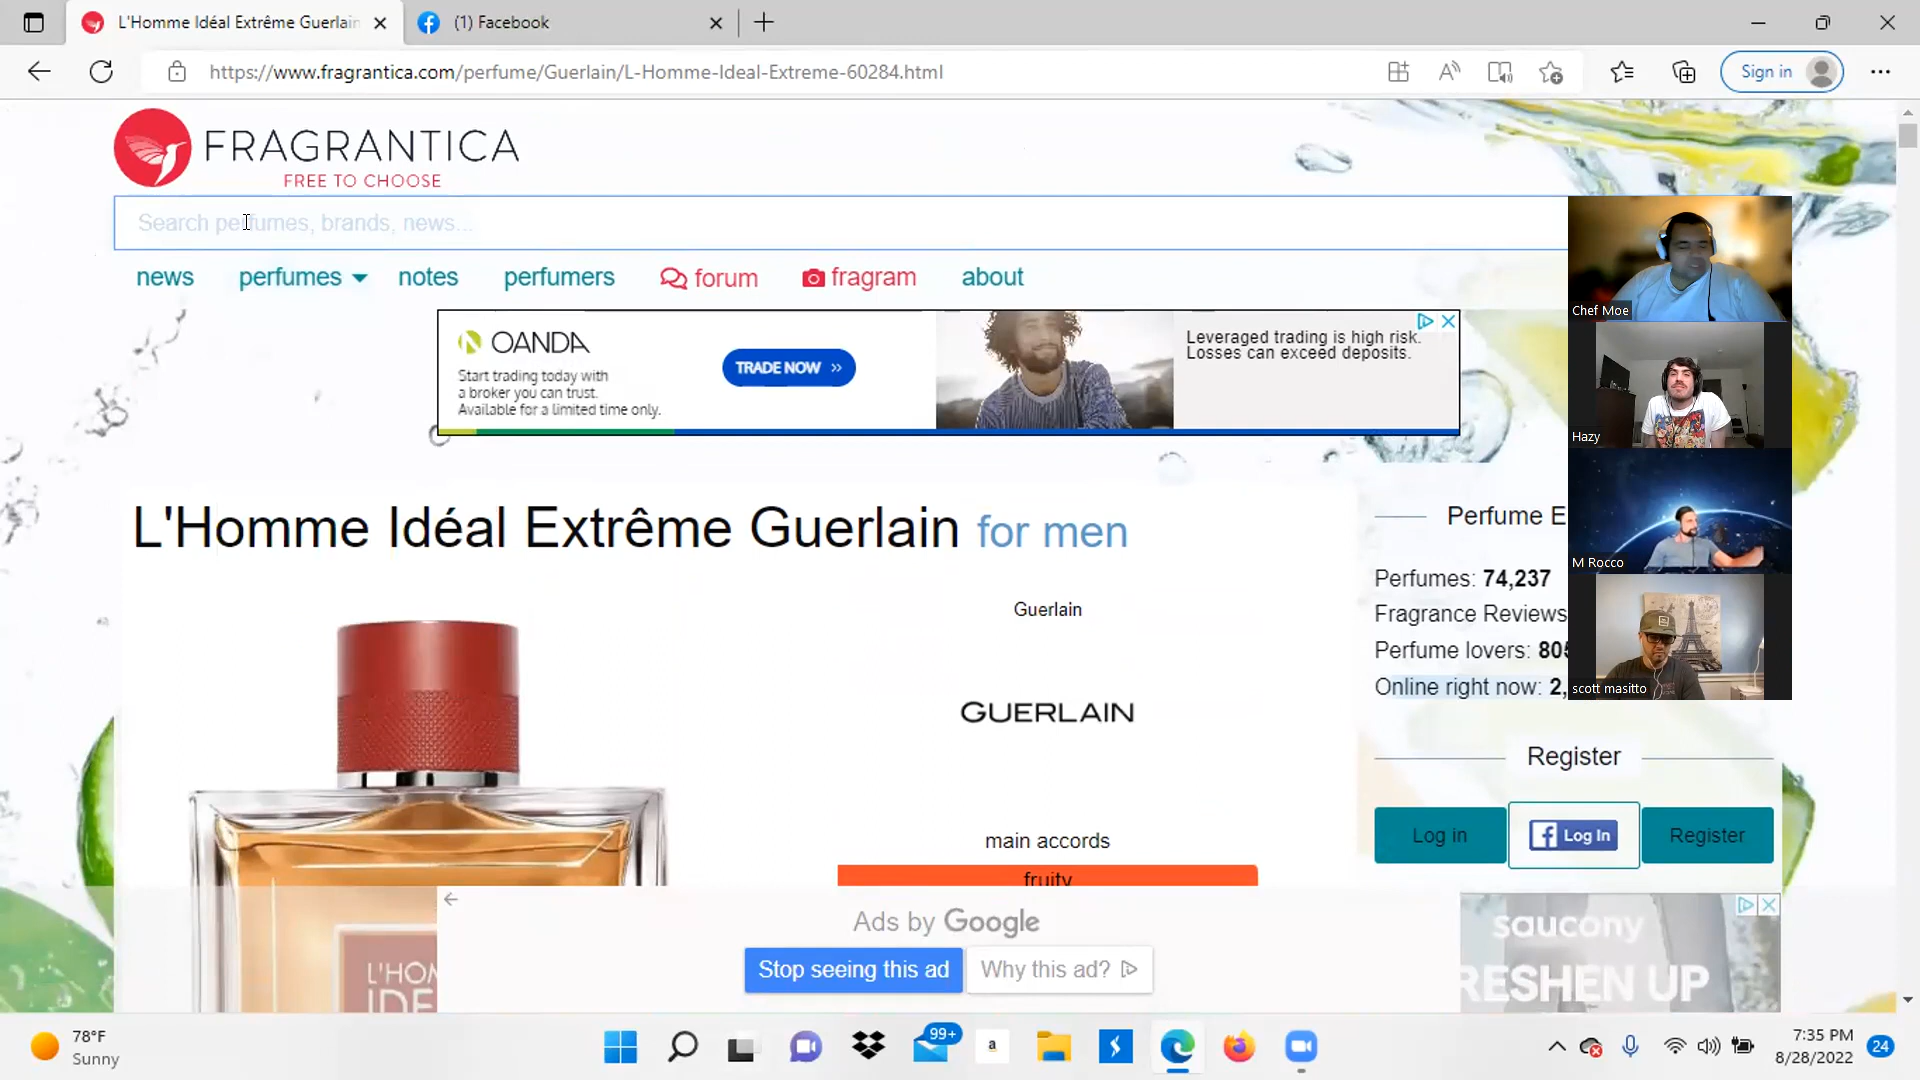 L'Homme Idéal Extrême Guerlain
(1) Facebook
https://www.fragrantica.com/perfume/Guerlain/L-Homme-Ideal-Extreme-60284.html
Sign in
FRAGRANTICA
FREE TO CHOOSE
Search perfumes, brands, news...
news perfumes notes perfumers forum fragram about
OANDA
Start trading today with
a broker you can trust.
Available for a limited time only.
TRADE NOW »
Leveraged trading is high risk.
Losses can exceed deposits.
Chef Moe
Hazy
M Rocco
scott masitto
L'Homme Idéal Extrême Guerlain for men
Guerlain
GUERLAIN
main accords
fruity
Perfume E
Perfumes: 74,237
Fragrance Reviews
Perfume lovers: 805
Online right now: 2,
Register
Log in
Log In
Register
L'HOM
IDE
Ads by Google
Stop seeing this ad
Why this ad?
saucony
RESHEN UP
78°F
Sunny
99+
a
7:35 PM
8/28/2022
24